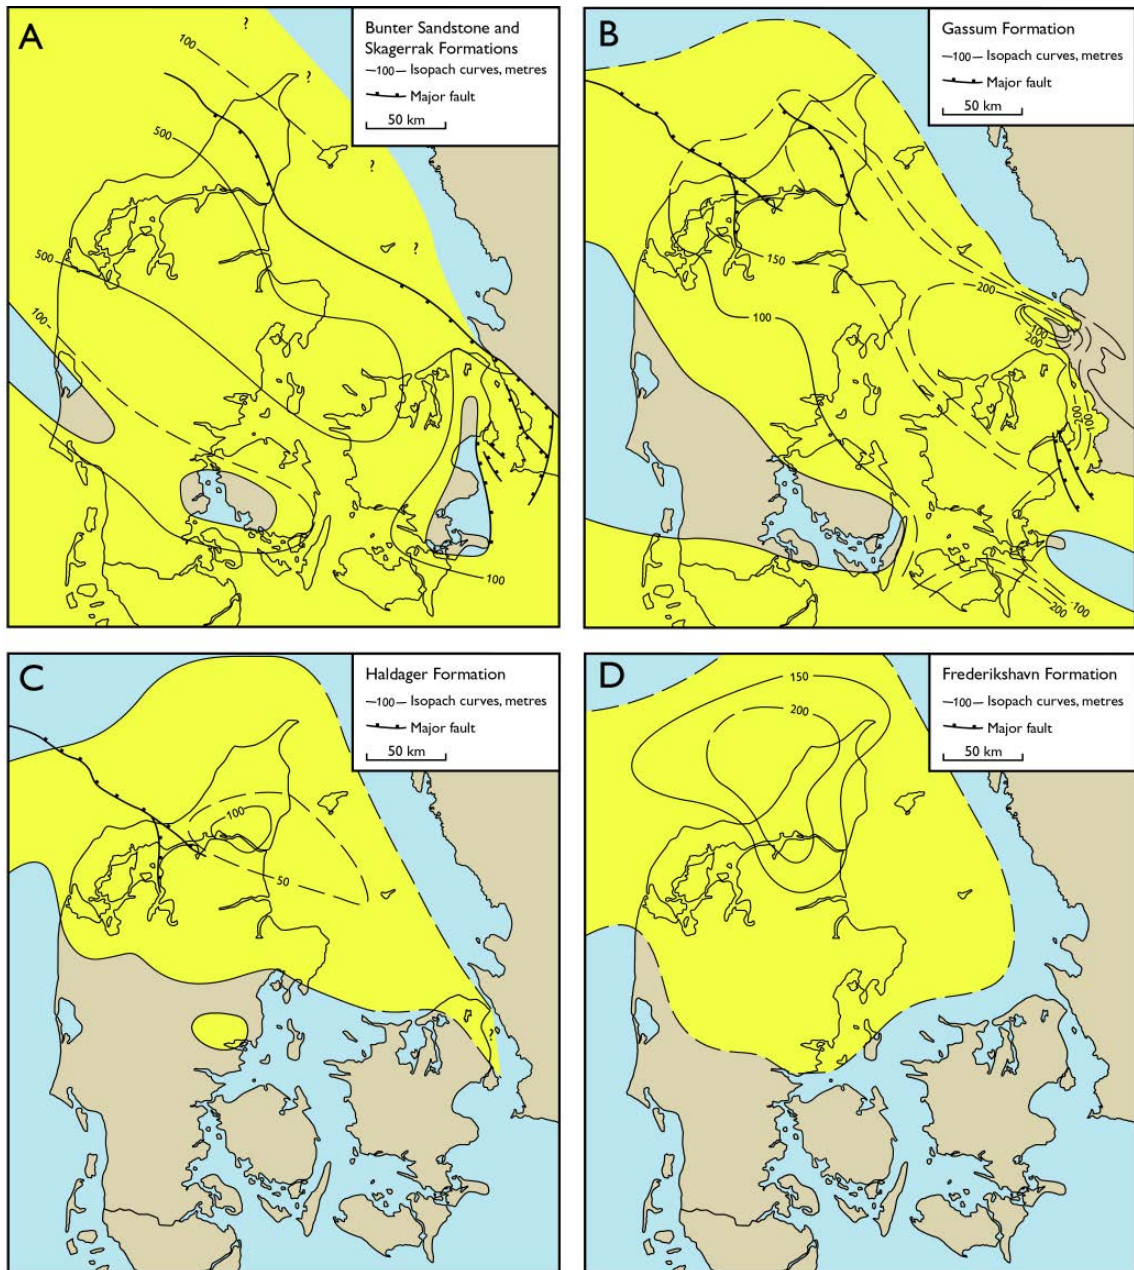 A
Bunter Sandstone and
Skagerrak Formations
—100— Isopach curves, metres
Major fault
50 km
?
100
?
500
?
?
500
100
100
B
Gassum Formation
—100— Isopach curves, metres
Major fault
50 km
150
200
100
100
200
200
100
100
200
C
Haldager Formation
—100— Isopach curves, metres
Major fault
50 km
100
50
?
D
Frederikshavn Formation
—100— Isopach curves, metres
Major fault
50 km
150
200